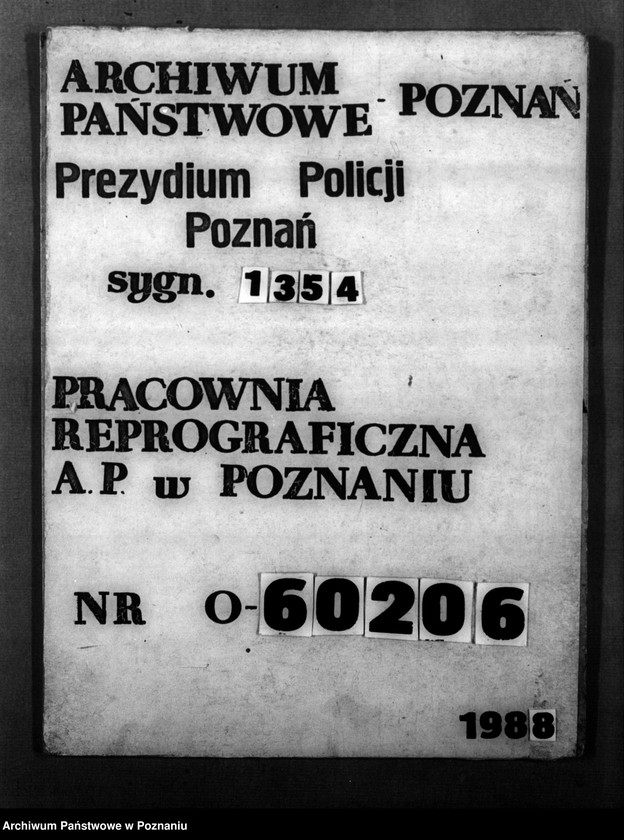 ARCHIWUM
PAŃSTWOWE - POZNAŃ
Prezydium Policji
Poznań
sygn. 1354
PRACOWNIA
REPROGRAFICZNA
A.P. w POZNANIU
NR O-60206
1988
Archiwum Państwowe w Poznaniu